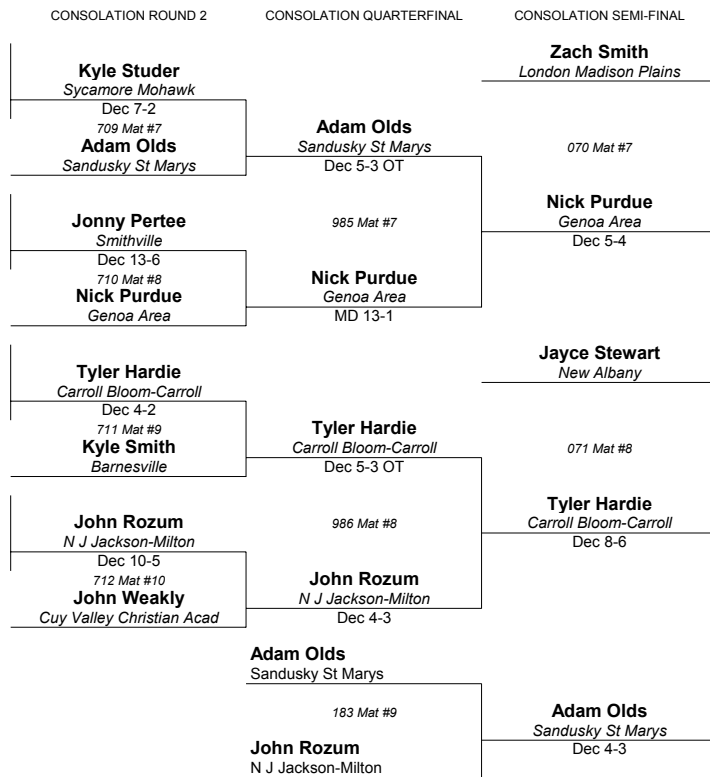 CONSOLATION ROUND 2
CONSOLATION QUARTERFINAL
CONSOLATION SEMI-FINAL
Kyle Studer
Sycamore Mohawk
Dec 7-2
709 Mat #7
Adam Olds
Sandusky St Marys
Jonny Pertee
Smithville
Dec 13-6
710 Mat #8
Nick Purdue
Genoa Area
Tyler Hardie
Carroll Bloom-Carroll
Dec 4-2
711 Mat #9
Kyle Smith
Barnesville
John Rozum
N J Jackson-Milton
Dec 10-5
712 Mat #10
John Weakly
Cuy Valley Christian Acad
Adam Olds
Sandusky St Marys
Dec 5-3 OT
985 Mat #7
Nick Purdue
Genoa Area
MD 13-1
Tyler Hardie
Carroll Bloom-Carroll
Dec 5-3 OT
986 Mat #8
John Rozum
N J Jackson-Milton
Dec 4-3
Zach Smith
London Madison Plains
070 Mat #7
Nick Purdue
Genoa Area
Dec 5-4
Jayce Stewart
New Albany
071 Mat #8
Tyler Hardie
Carroll Bloom-Carroll
Dec 8-6
Adam Olds
Sandusky St Marys
183 Mat #9
John Rozum
N J Jackson-Milton
Adam Olds
Sandusky St Marys
Dec 4-3